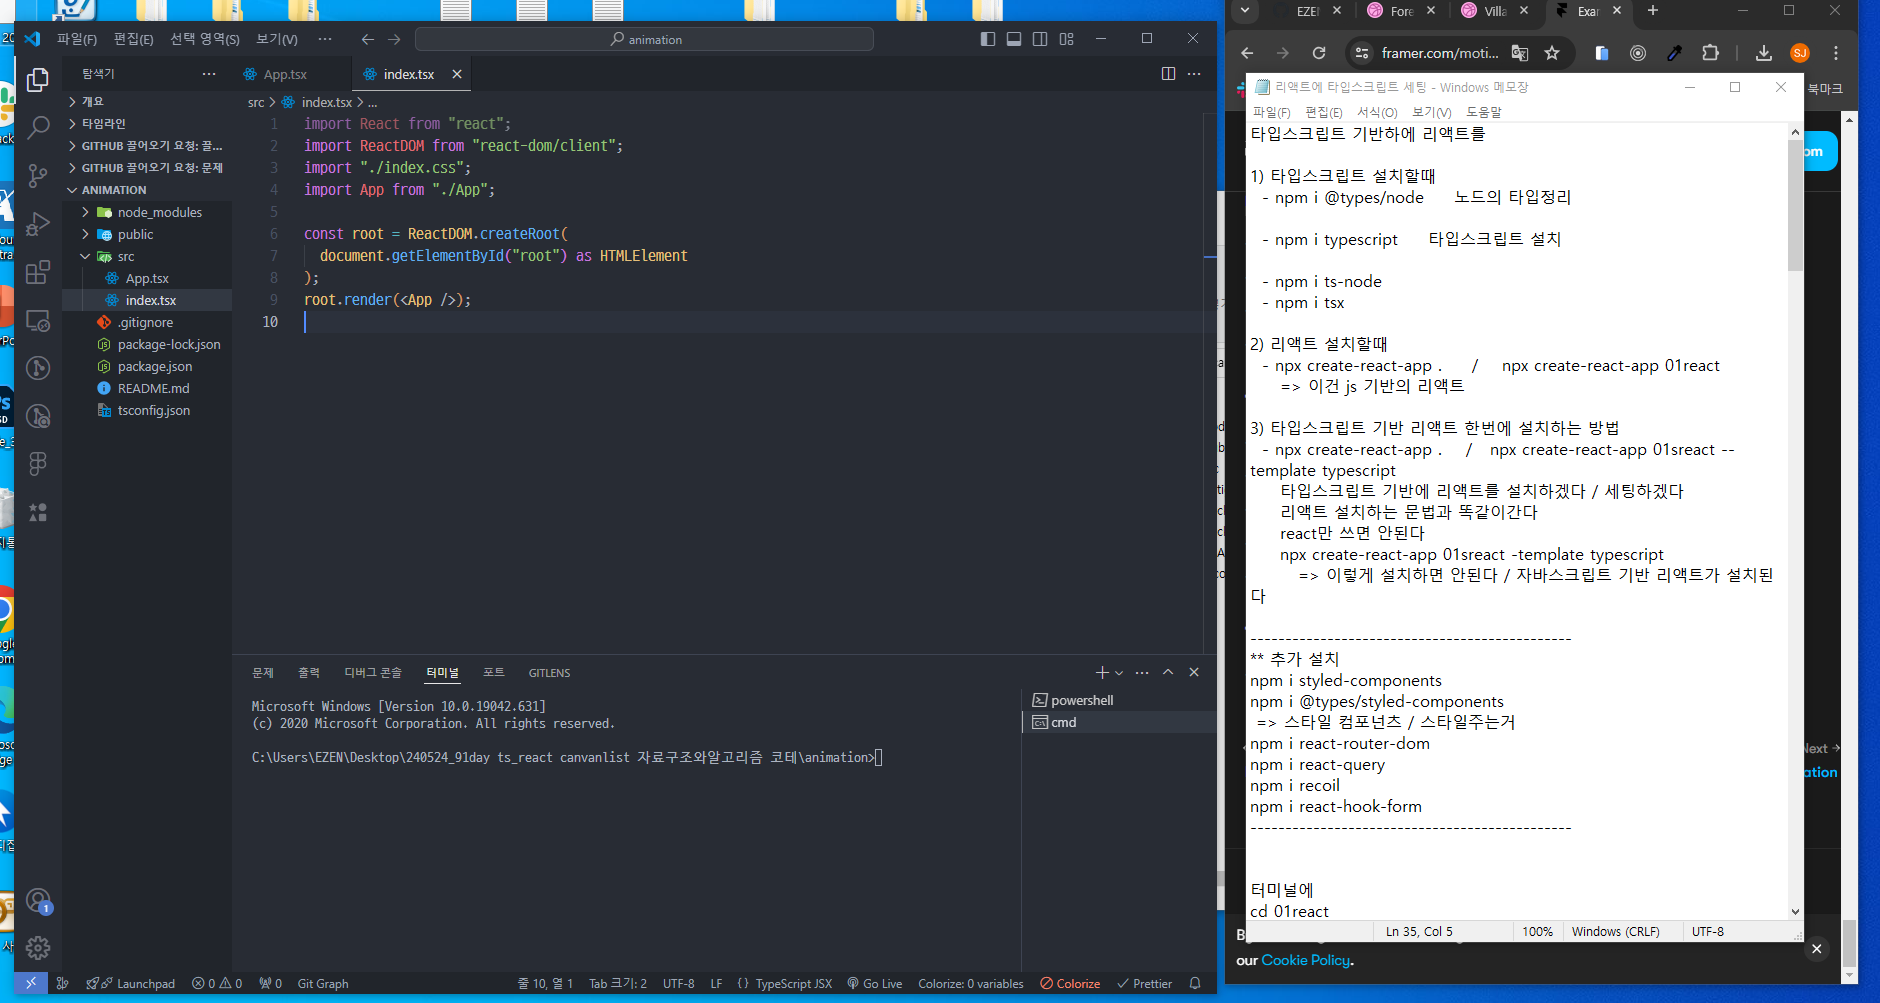 파일(F) 편집(E) 선택 영역(S) 보기(V) ···
animation
탐색기
App.tsx
index.tsx
개요
타임라인
GITHUB 끌어오기 요청: 끌...
GITHUB 끌어오기 요청: 문제
ANIMATION
node_modules
public
src
App.tsx
index.tsx
.gitignore
package-lock.json
package.json
README.md
tsconfig.json
src > index.tsx > ...
1 import React from "react";
2 import ReactDOM from "react-dom/client";
3 import "./index.css";
4 import App from "./App";
5
6 const root = ReactDOM.createRoot(
7 document.getElementById("root") as HTMLElement
8 );
9 root.render(<App />);
10
문제 출력 디버그 콘솔 터미널 포트 GITLENS
Microsoft Windows [Version 10.0.19042.631]
(c) 2020 Microsoft Corporation. All rights reserved.
C:\Users\EZEN\Desktop\240524_91day ts_react canvanlist 자료구조와알고리즘 코테\animation>
powershell
cmd
1
Launchpad 0 0 0 Git Graph
줄 10, 열 1 Tab 크기: 2 UTF-8 LF { } TypeScript JSX Go Live Colorize: 0 variables Colorize Prettier
EZEN
Fore
Villa
Exar
framer.com/moti...
SJ
북마크
리액트에 타입스크립트 세팅 - Windows 메모장
파일(F) 편집(E) 서식(O) 보기(V) 도움말
타입스크립트 기반하에 리액트를
1) 타입스크립트 설치할때
- npm i @types/node 노드의 타입정리
- npm i typescript 타입스크립트 설치
- npm i ts-node
- npm i tsx
2) 리액트 설치할때
- npx create-react-app . / npx create-react-app 01react
=> 이건 js 기반의 리액트
3) 타입스크립트 기반 리액트 한번에 설치하는 방법
- npx create-react-app . / npx create-react-app 01sreact --
template typescript
타입스크립트 기반에 리액트를 설치하겠다 / 세팅하겠다
리액트 설치하는 문법과 똑같이간다
react만 쓰면 안된다
npx create-react-app 01sreact -template typescript
=> 이렇게 설치하면 안된다 / 자바스크립트 기반 리액트가 설치된
다
----------------------------------------------
** 추가 설치
npm i styled-components
npm i @types/styled-components
=> 스타일 컴포넌츠 / 스타일주는거
npm i react-router-dom
npm i react-query
npm i recoil
npm i react-hook-form
----------------------------------------------
터미널에
cd 01react
Ln 35, Col 5 100% Windows (CRLF) UTF-8
om
Next →
ation
our Cookie Policy.